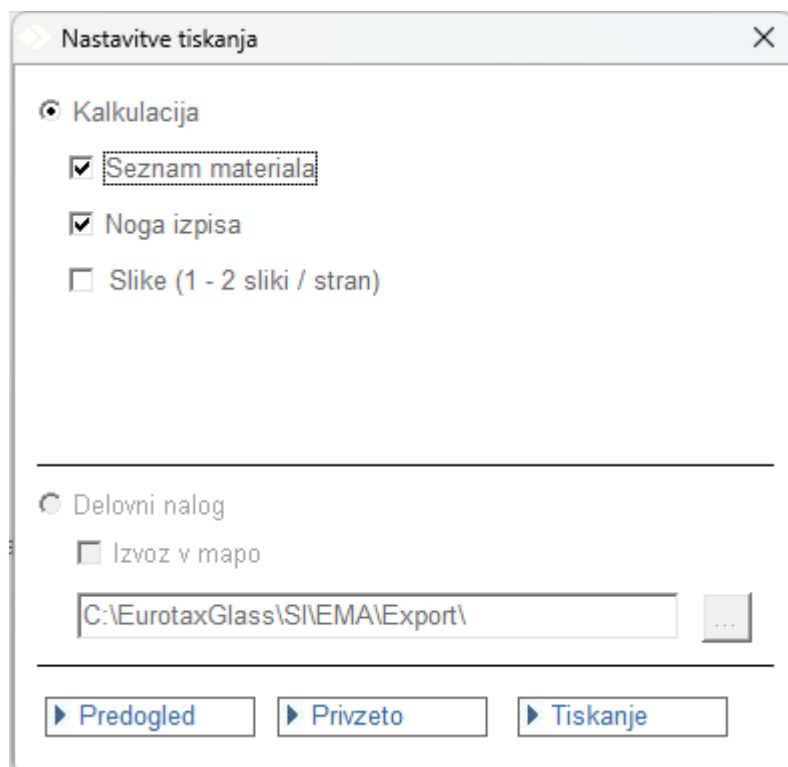 Nastavitve tiskanja
Kalkulacija
Seznam materiala
Noga izpisa
Slike (1 - 2 sliki / stran)
Delovni nalog
Izvoz v mapo
C:\EurotaxGlass\SI\EMA\Export\
...
Predogled
Privzeto
Tiskanje